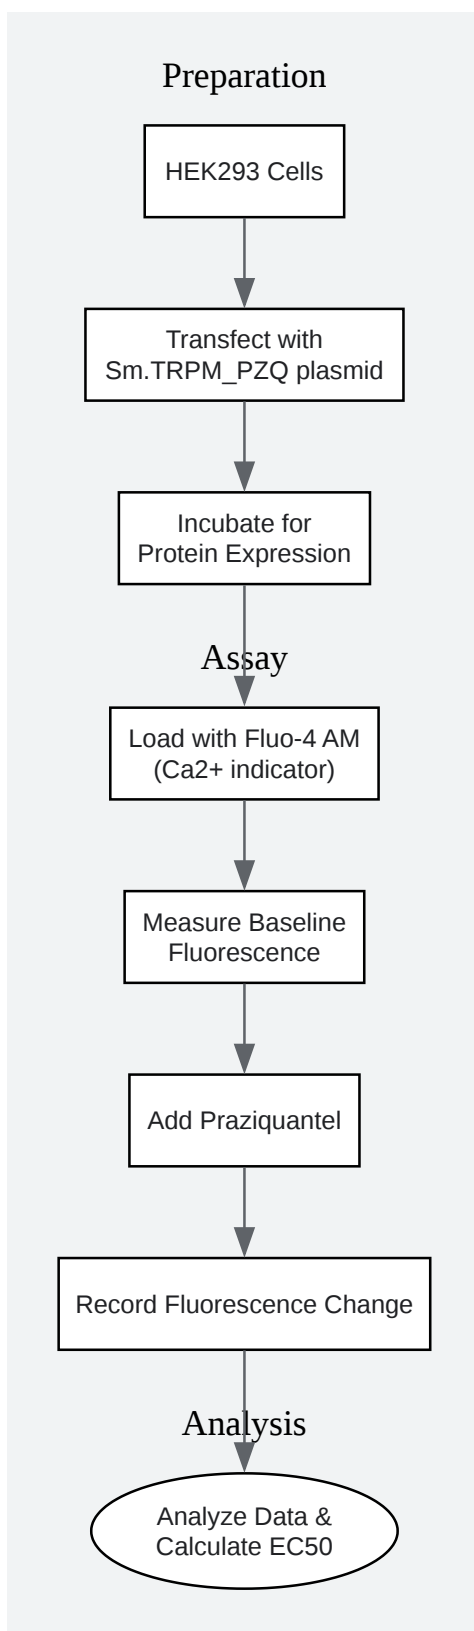 Preparation
HEK293 Cells
Transfect with
Sm.TRPM_PZQ plasmid
Incubate for
Protein Expression
Assay
Load with Fluo-4 AM
(Ca2+ indicator)
Measure Baseline
Fluorescence
Add Praziquantel
Record Fluorescence Change
Analysis
Analyze Data &
Calculate EC50